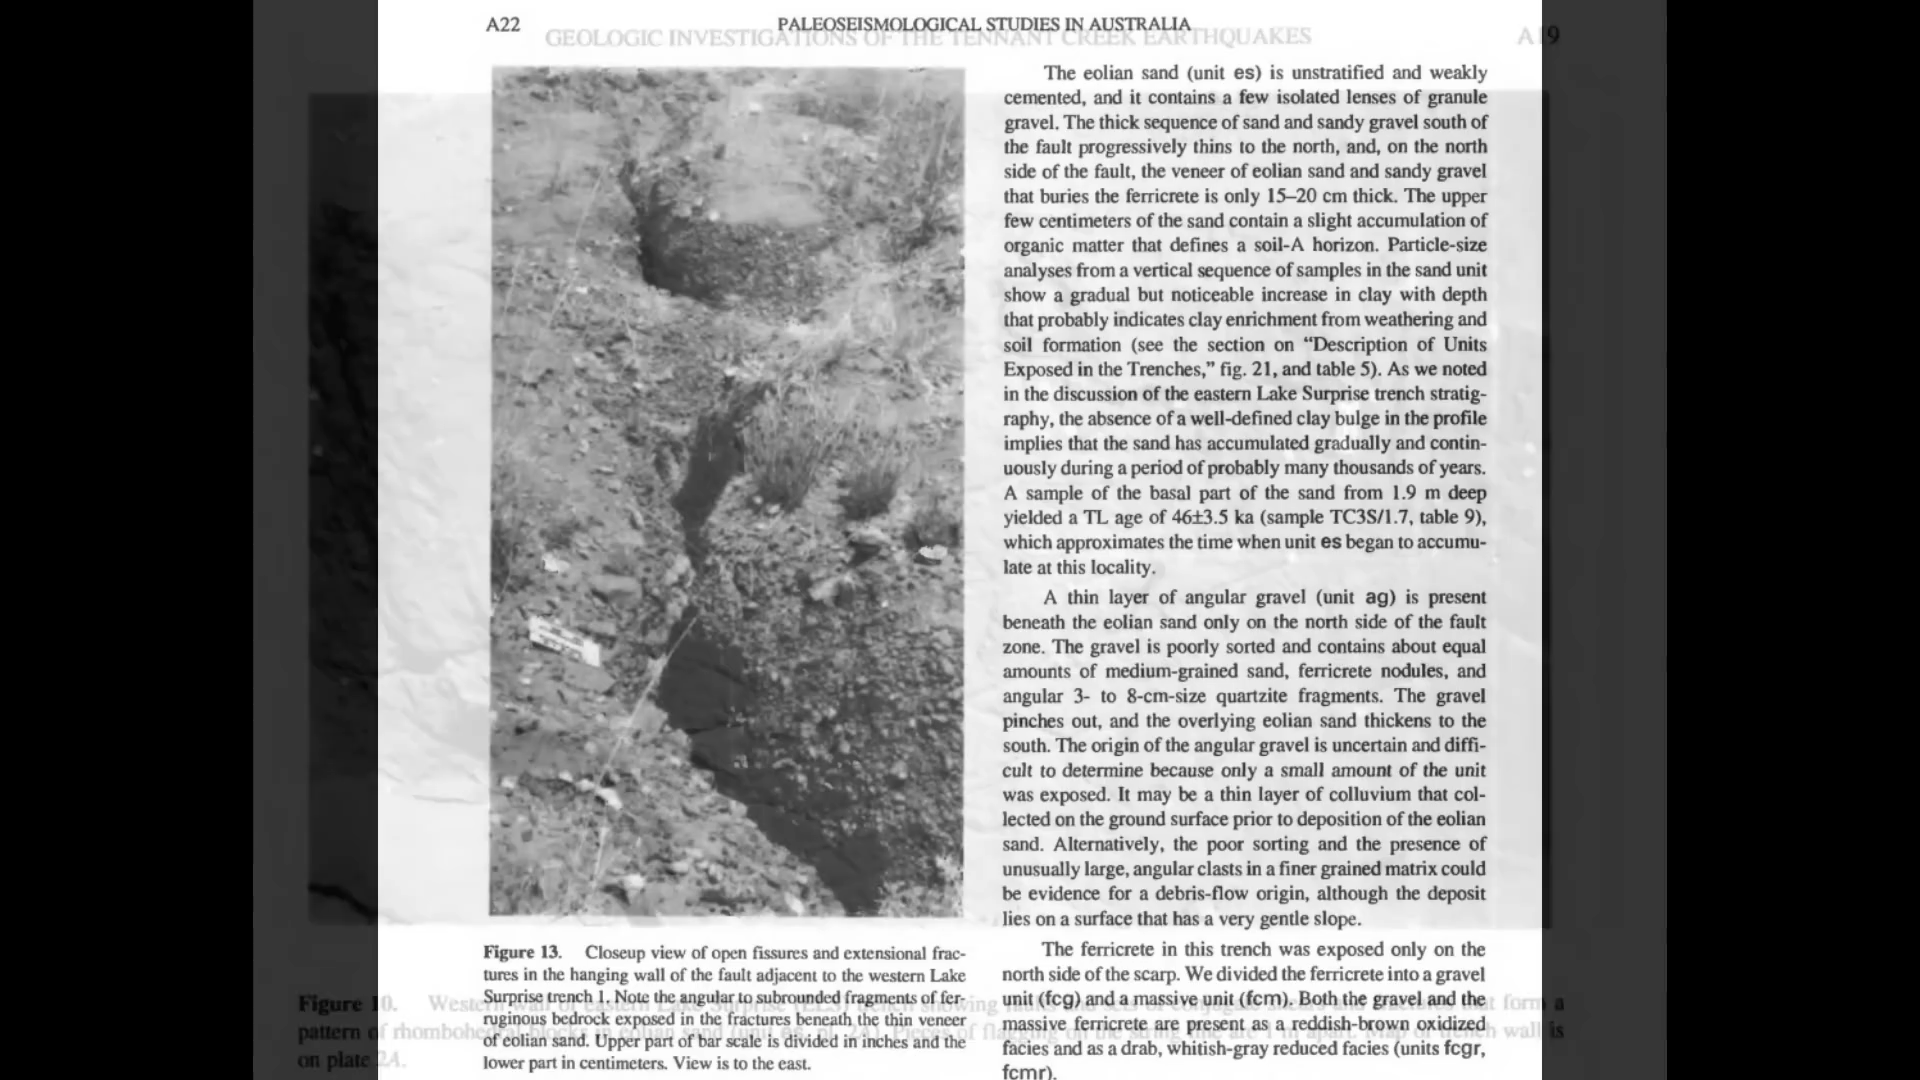 A22
PALEOSEISMOLOGICAL STUDIES IN AUSTRALIA
GEOLOGIC INVESTIGATIONS OF THE TENNANT CREEK EARTHQUAKES
A19
Figure 13. Closeup view of open fissures and extensional frac-
tures in the hanging wall of the fault adjacent to the western Lake
Surprise trench 1. Note the angular to subrounded fragments of fer-
ruginous bedrock exposed in the fractures beneath the thin veneer
of eolian sand. Upper part of bar scale is divided in inches and the
lower part in centimeters. View is to the east.
The eolian sand (unit es) is unstratified and weakly
cemented, and it contains a few isolated lenses of granule
gravel. The thick sequence of sand and sandy gravel south of
the fault progressively thins to the north, and, on the north
side of the fault, the veneer of eolian sand and sandy gravel
that buries the ferricrete is only 15–20 cm thick. The upper
few centimeters of the sand contain a slight accumulation of
organic matter that defines a soil-A horizon. Particle-size
analyses from a vertical sequence of samples in the sand unit
show a gradual but noticeable increase in clay with depth
that probably indicates clay enrichment from weathering and
soil formation (see the section on “Description of Units
Exposed in the Trenches,” fig. 21, and table 5). As we noted
in the discussion of the eastern Lake Surprise trench stratig-
raphy, the absence of a well-defined clay bulge in the profile
implies that the sand has accumulated gradually and contin-
uously during a period of probably many thousands of years.
A sample of the basal part of the sand from 1.9 m deep
yielded a TL age of 46±3.5 ka (sample TC3S/1.7, table 9),
which approximates the time when unit es began to accumu-
late at this locality.
A thin layer of angular gravel (unit ag) is present
beneath the eolian sand only on the north side of the fault
zone. The gravel is poorly sorted and contains about equal
amounts of medium-grained sand, ferricrete nodules, and
angular 3- to 8-cm-size quartzite fragments. The gravel
pinches out, and the overlying eolian sand thickens to the
south. The origin of the angular gravel is uncertain and diffi-
cult to determine because only a small amount of the unit
was exposed. It may be a thin layer of colluvium that col-
lected on the ground surface prior to deposition of the eolian
sand. Alternatively, the poor sorting and the presence of
unusually large, angular clasts in a finer grained matrix could
be evidence for a debris-flow origin, although the deposit
lies on a surface that has a very gentle slope.
The ferricrete in this trench was exposed only on the
north side of the scarp. We divided the ferricrete into a gravel
unit (fcg) and a massive unit (fcm). Both the gravel and the
massive ferricrete are present as a reddish-brown oxidized
facies and as a drab, whitish-gray reduced facies (units fcgr,
fcmr).
Figure 10. that form a
pattern of wall is
on plate 2A.